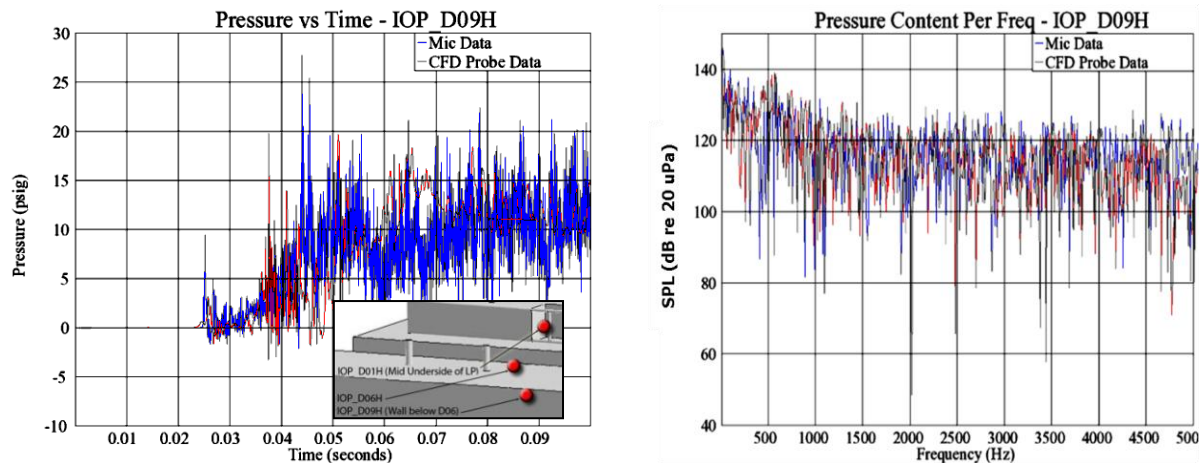 Pressure vs Time - IOP_D09H
Mic Data
CFD Probe Data
Pressure (psig)
30
25
20
15
10
5
0
-5
-10
IOP_D01H (Mid Underside of LP)
IOP_D06H
IOP_D09H (Wall below D06)
0.01 0.02 0.03 0.04 0.05 0.06 0.07 0.08 0.09
Time (seconds)
Pressure Content Per Freq - IOP_D09H
Mic Data
CFD Probe Data
SPL (dB re 20 uPa)
140
120
100
80
60
40
500 1000 1500 2000 2500 3000 3500 4000 4500 5000
Frequency (Hz)